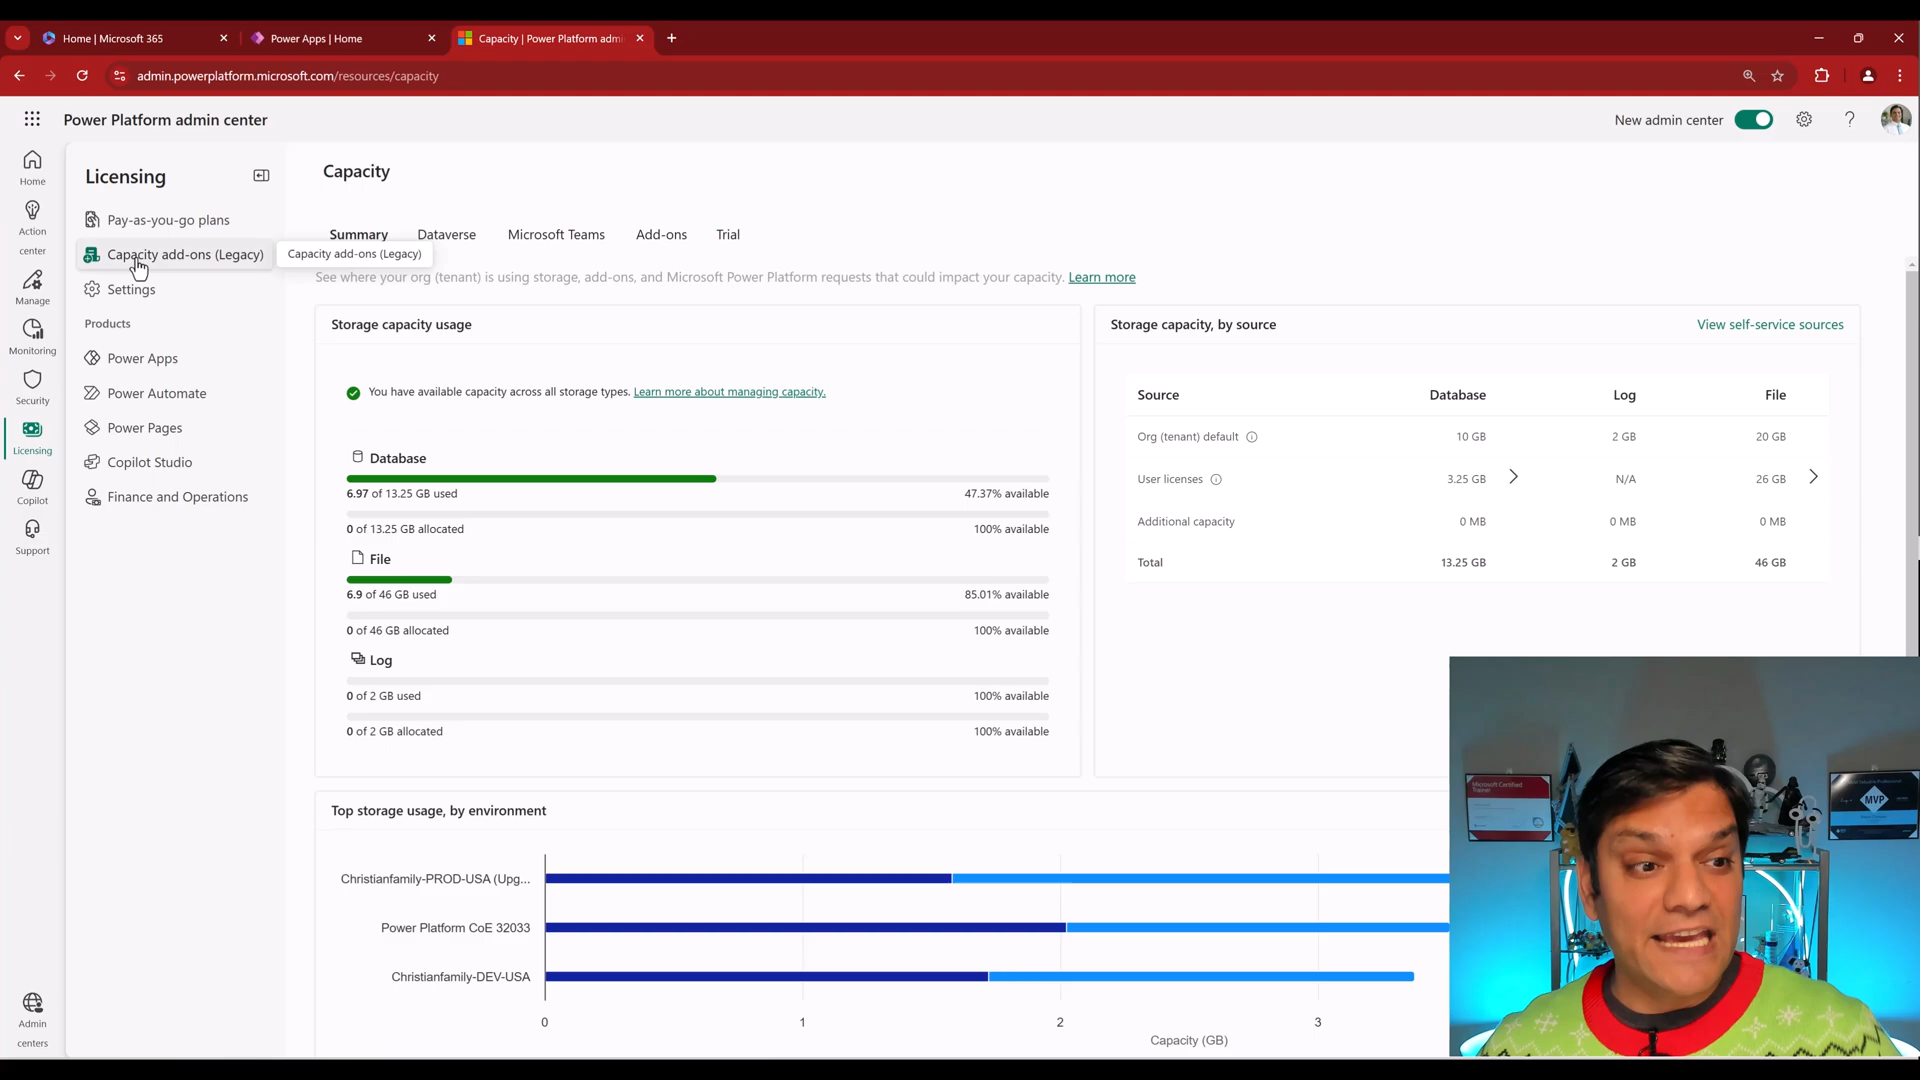 Home | Microsoft 365
Power Apps | Home
Capacity | Power Platform admi
admin.powerplatform.microsoft.com/resources/capacity
Power Platform admin center
New admin center
Home
Action
center
Manage
Monitoring
Security
Licensing
Copilot
Support
Admin
centers
Licensing
Pay-as-you-go plans
Capacity add-ons (Legacy)
Capacity add-ons (Legacy)
Settings
Products
Power Apps
Power Automate
Power Pages
Copilot Studio
Finance and Operations
Capacity
Summary Dataverse Microsoft Teams Add-ons Trial
See where your org (tenant) is using storage, add-ons, and Microsoft Power Platform requests that could impact your capacity. Learn more
Storage capacity usage
You have available capacity across all storage types. Learn more about managing capacity.
Database
6.97 of 13.25 GB used 47.37% available
0 of 13.25 GB allocated 100% available
File
6.9 of 46 GB used 85.01% available
0 of 46 GB allocated 100% available
Log
0 of 2 GB used 100% available
0 of 2 GB allocated 100% available
Storage capacity, by source View self-service sources
Source Database Log File
Org (tenant) default 10 GB 2 GB 20 GB
User licenses 3.25 GB N/A 26 GB
Additional capacity 0 MB 0 MB 0 MB
Total 13.25 GB 2 GB 46 GB
Top storage usage, by environment
Christianfamily-PROD-USA (Upg...
Power Platform CoE 32033
Christianfamily-DEV-USA
0 1 2 3
Capacity (GB)
Microsoft Certified
Trainer
MVP